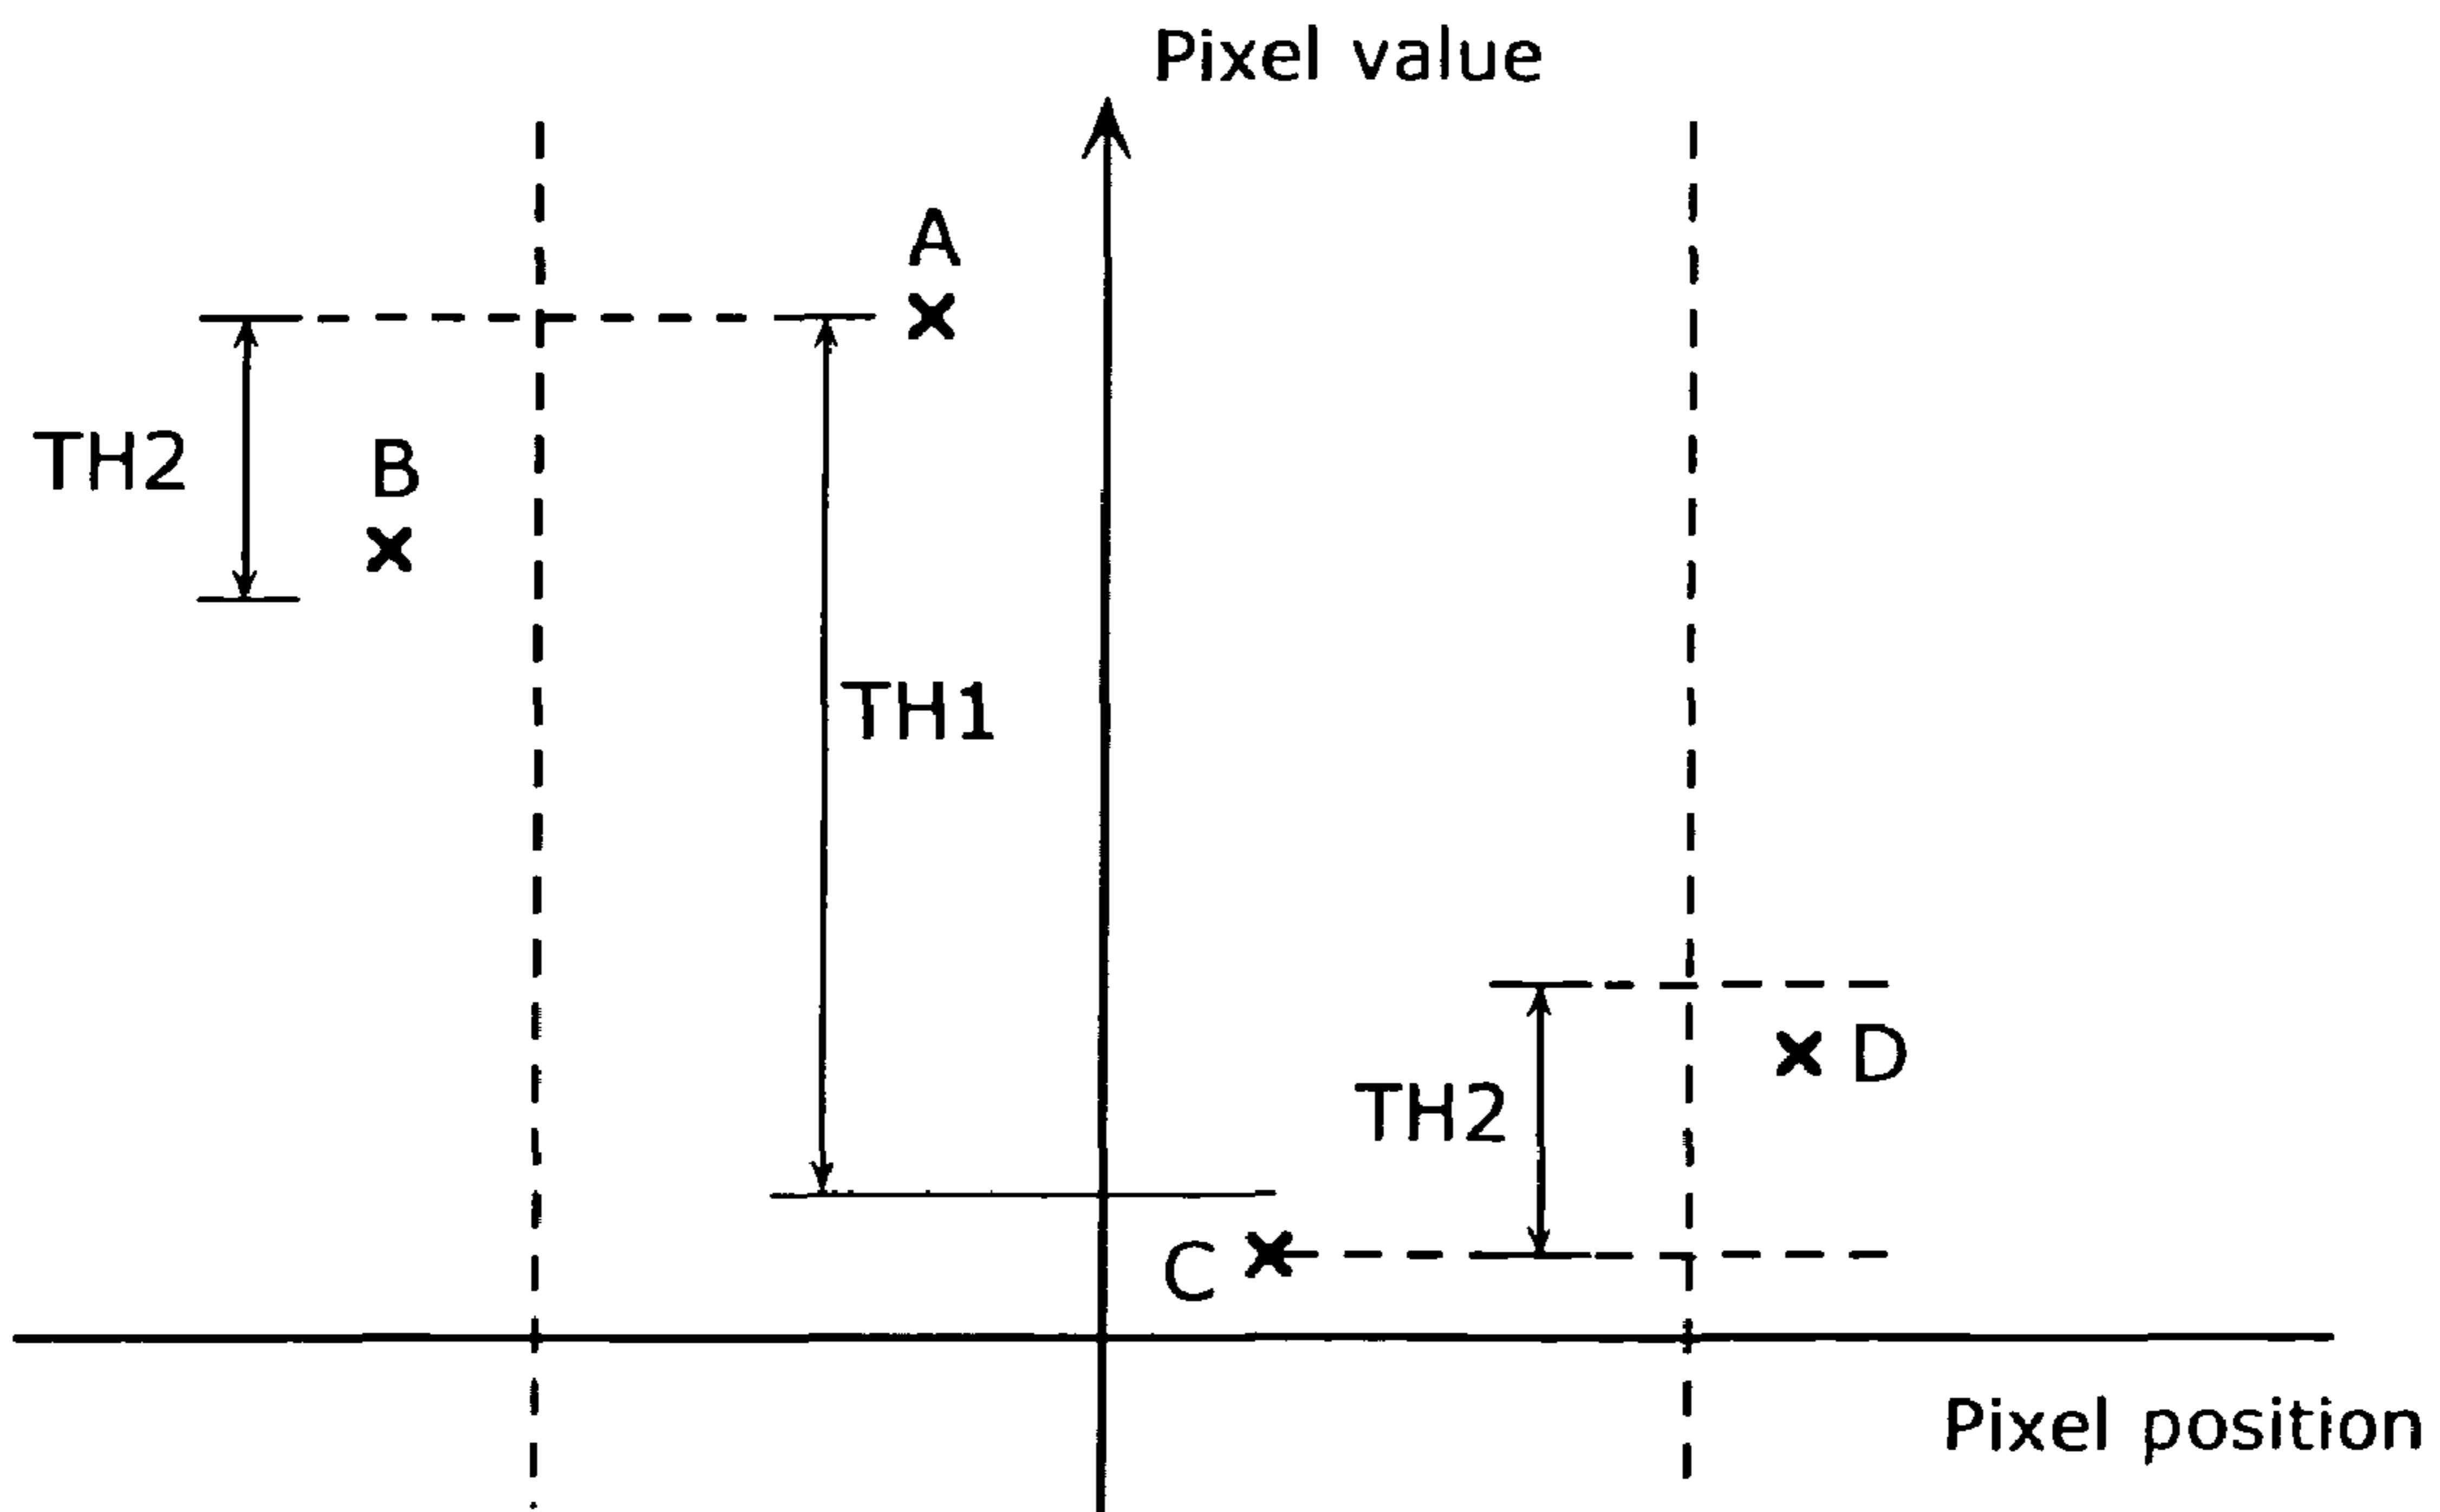 Pixel value
A
TH2
B
TH1
D
TH2
C
Pixel position